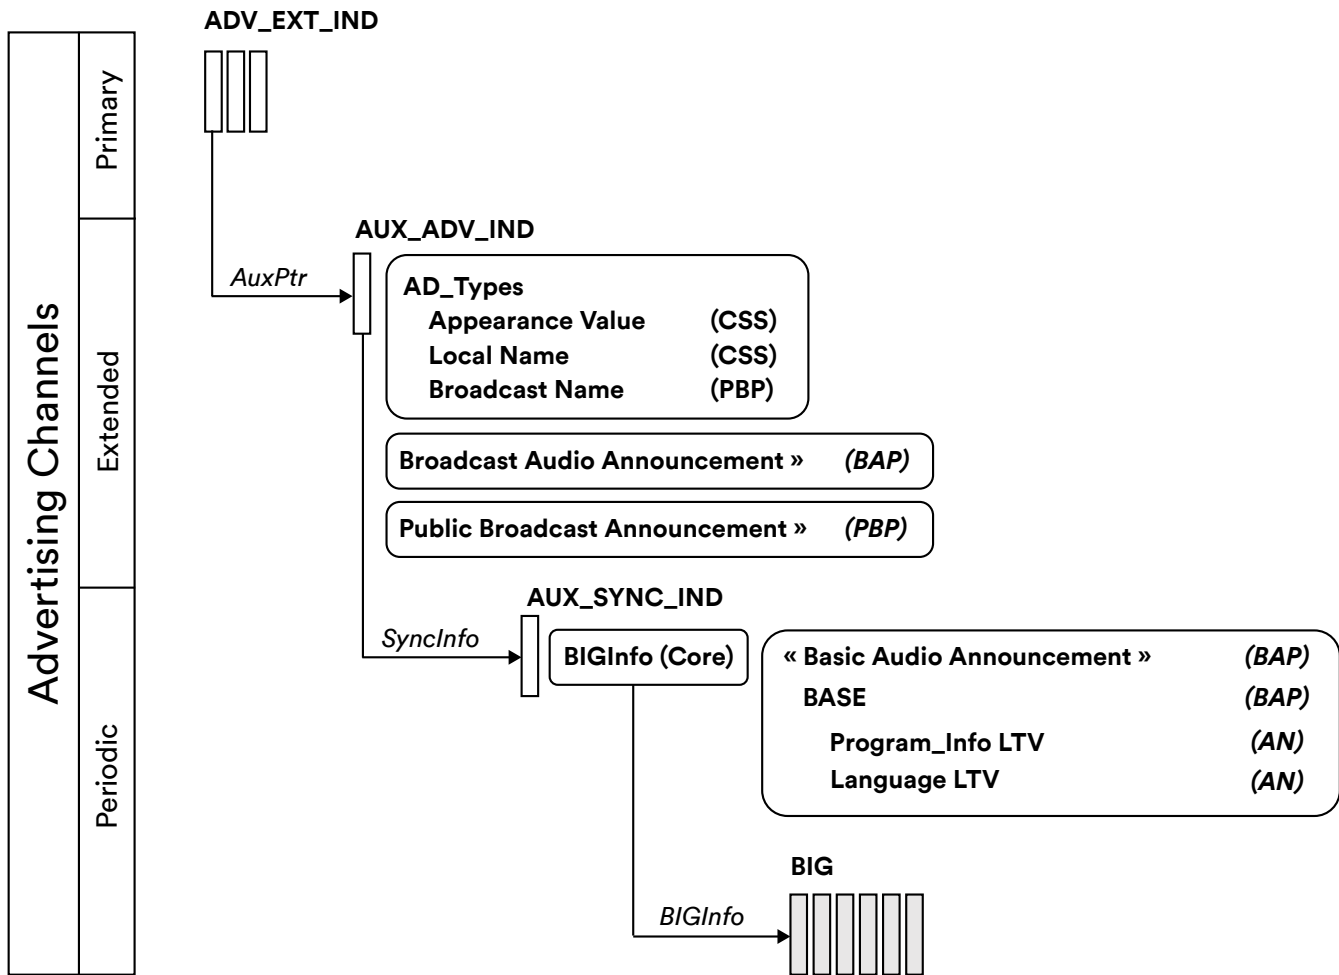 ADV_EXT_IND
Advertising Channels
Primary
Extended
Periodic
AuxPtr
AUX_ADV_IND
AD_Types
Appearance Value (CSS)
Local Name (CSS)
Broadcast Name (PBP)
Broadcast Audio Announcement » (BAP)
Public Broadcast Announcement » (PBP)
AUX_SYNC_IND
SyncInfo
BIGInfo (Core)
« Basic Audio Announcement » (BAP)
BASE (BAP)
Program_Info LTV (AN)
Language LTV (AN)
BIG
BIGInfo